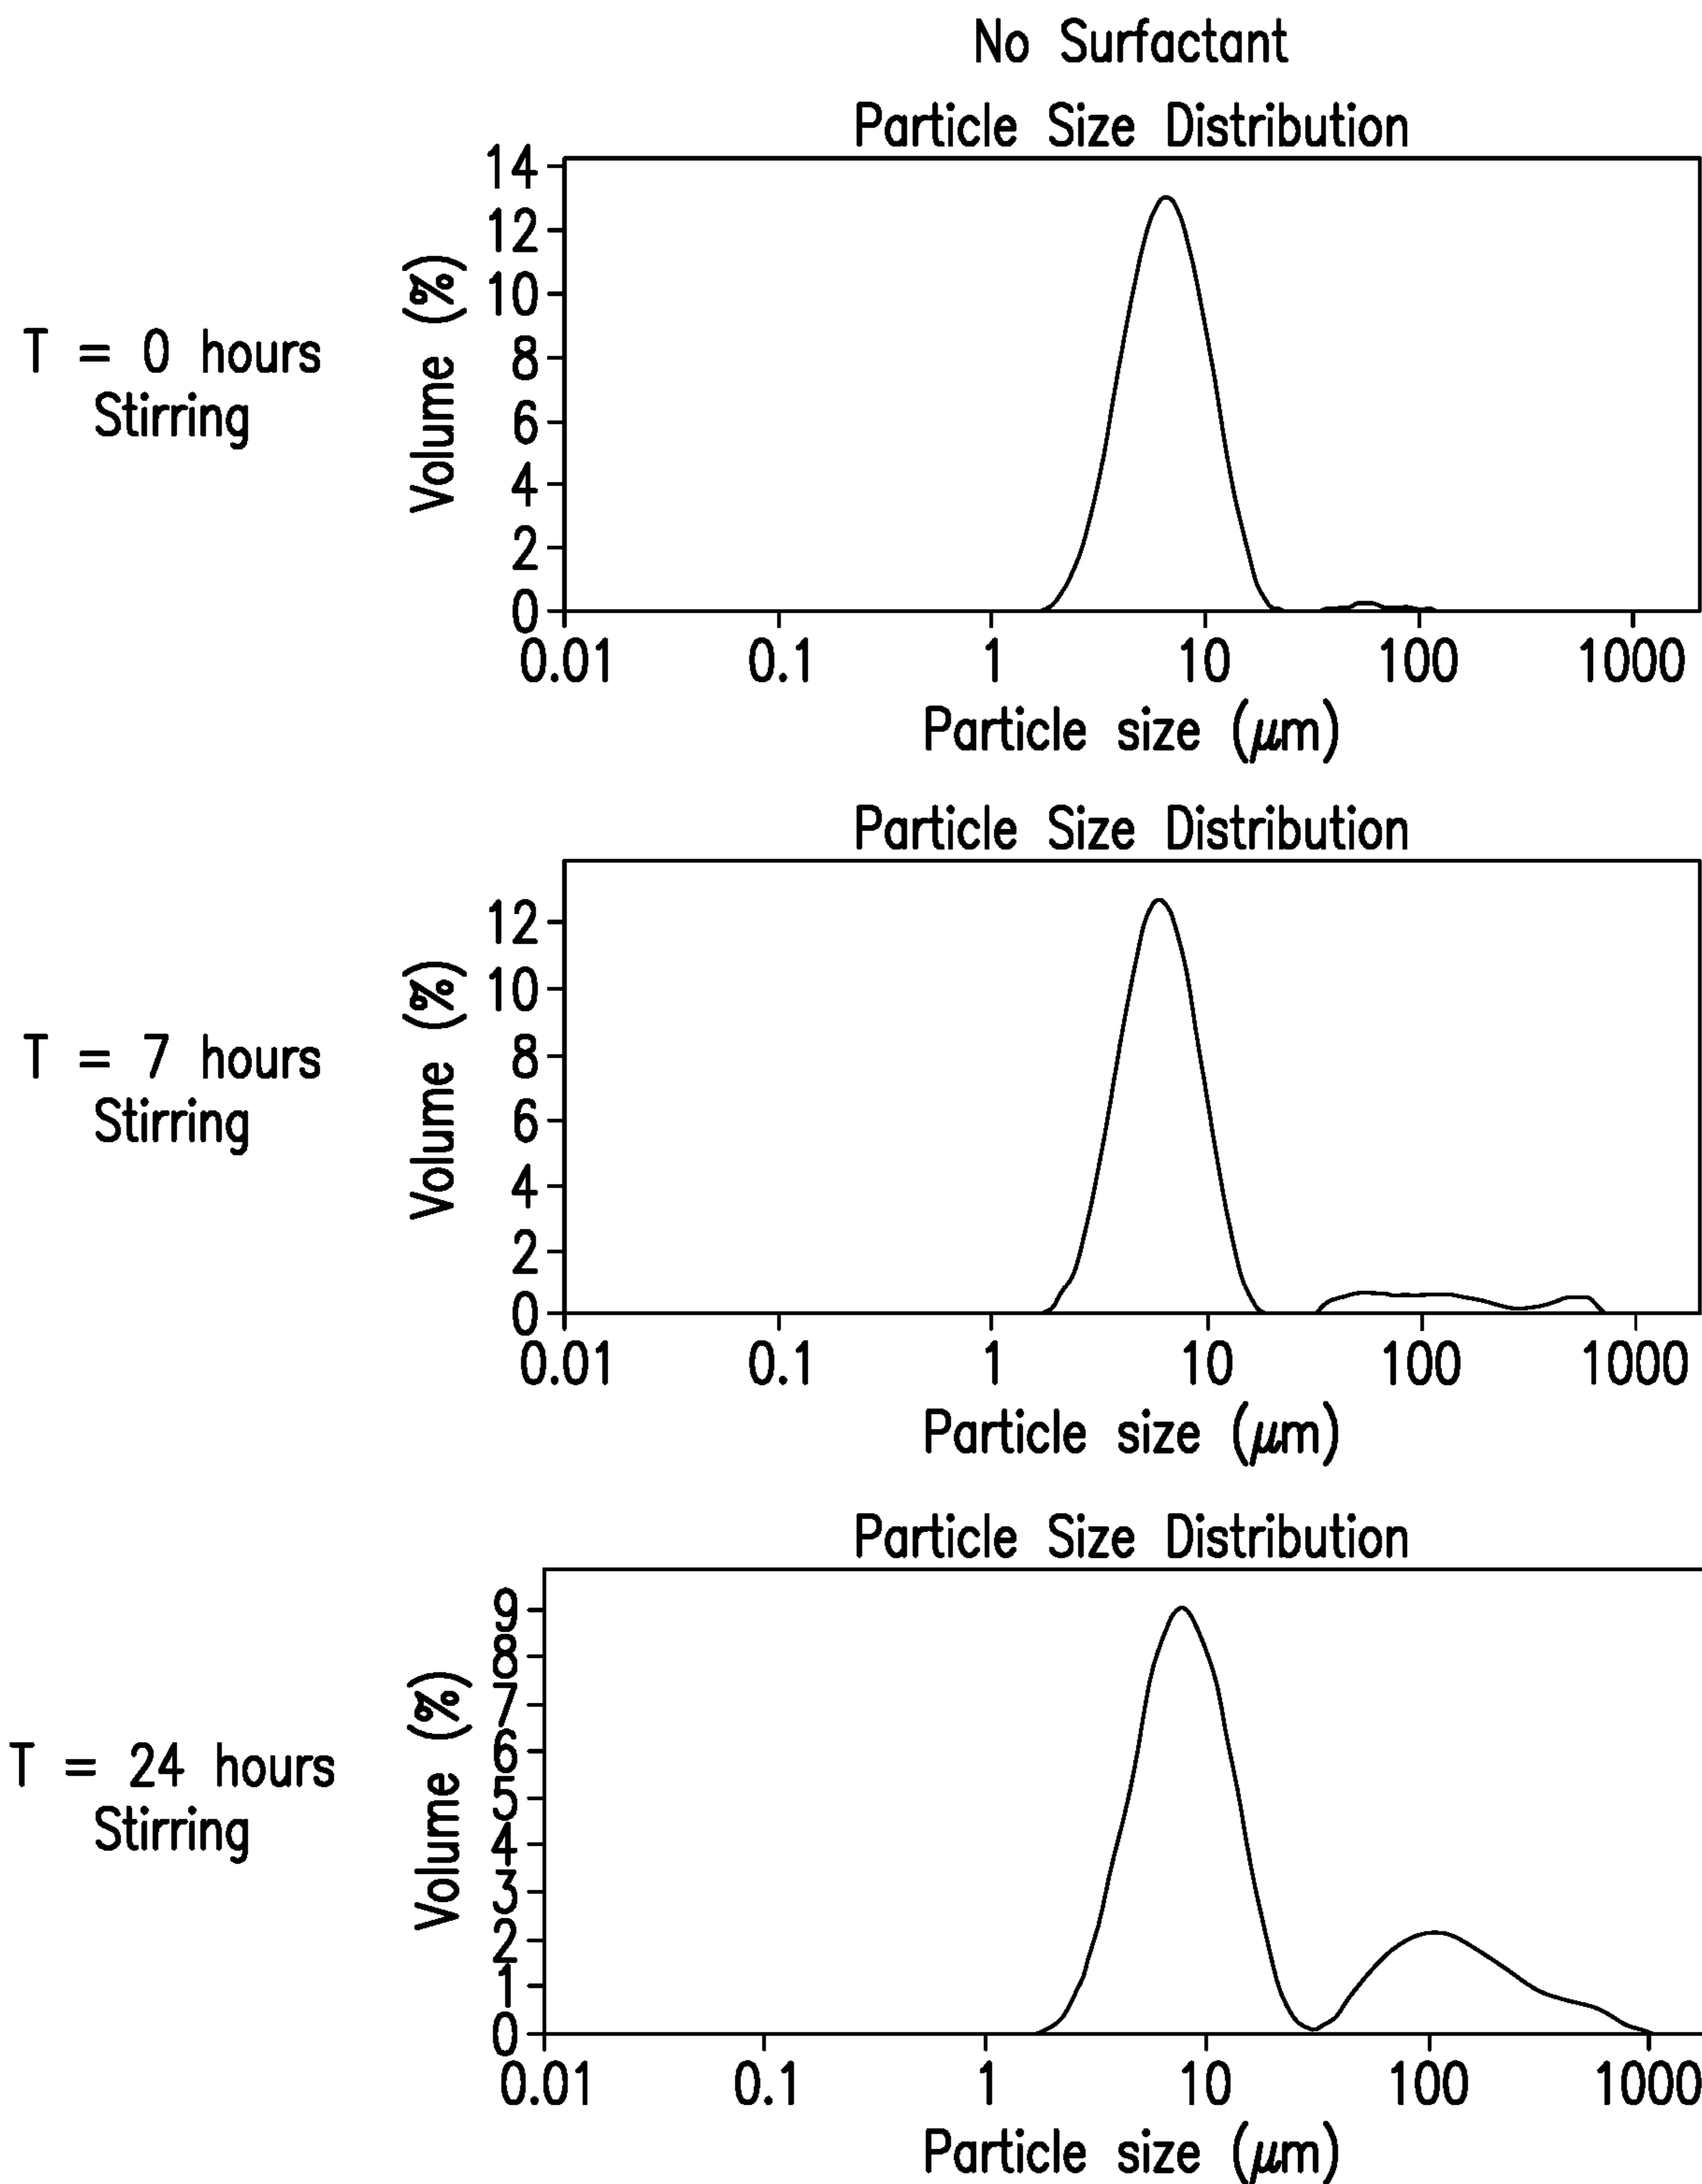 No Surfactant
Particle Size Distribution
T = 0 hours
Stirring
Volume (%)
14
12
10
8
6
4
2
0
0.01 0.1 1 10 100 1000
Particle size (μm)
Particle Size Distribution
T = 7 hours
Stirring
Volume (%)
12
10
8
6
4
2
0
0.01 0.1 1 10 100 1000
Particle size (μm)
Particle Size Distribution
T = 24 hours
Stirring
Volume (%)
9
8
7
6
5
4
3
2
1
0
0.01 0.1 1 10 100 1000
Particle size (μm)